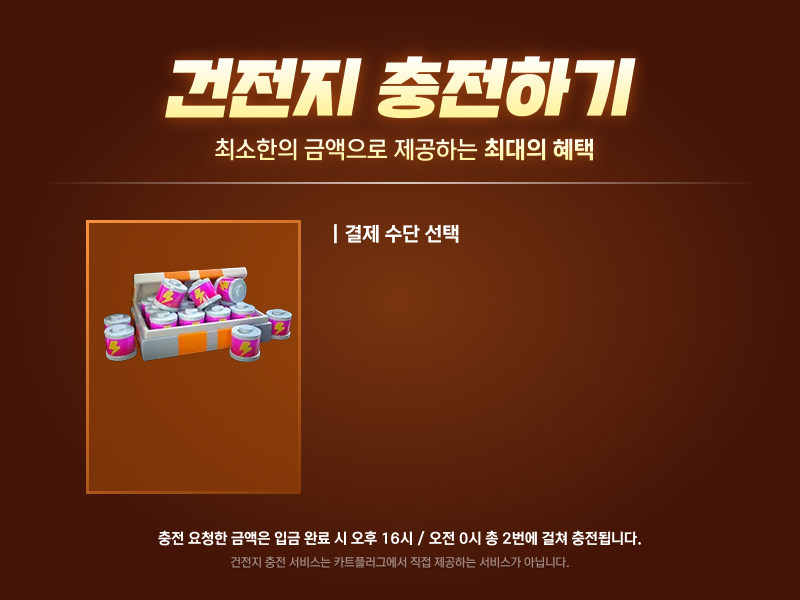 건전지 충전하기
최소한의 금액으로 제공하는 최대의 혜택
| 결제 수단 선택
충전 요청한 금액은 입금 완료 시 오후 16시 / 오전 0시 총 2번에 걸쳐 충전됩니다.
건전지 충전 서비스는 카트플러그에서 직접 제공하는 서비스가 아닙니다.